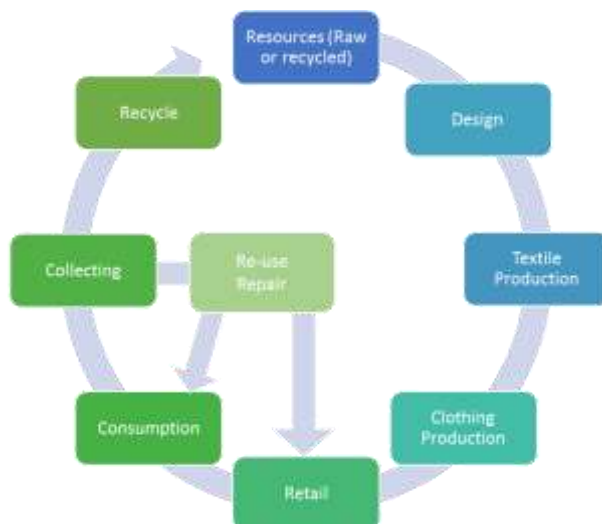 Resources (Raw
or recycled)
Design
Textile
Production
Clothing
Production
Retail
Consumption
Collecting
Recycle
Re-use
Repair